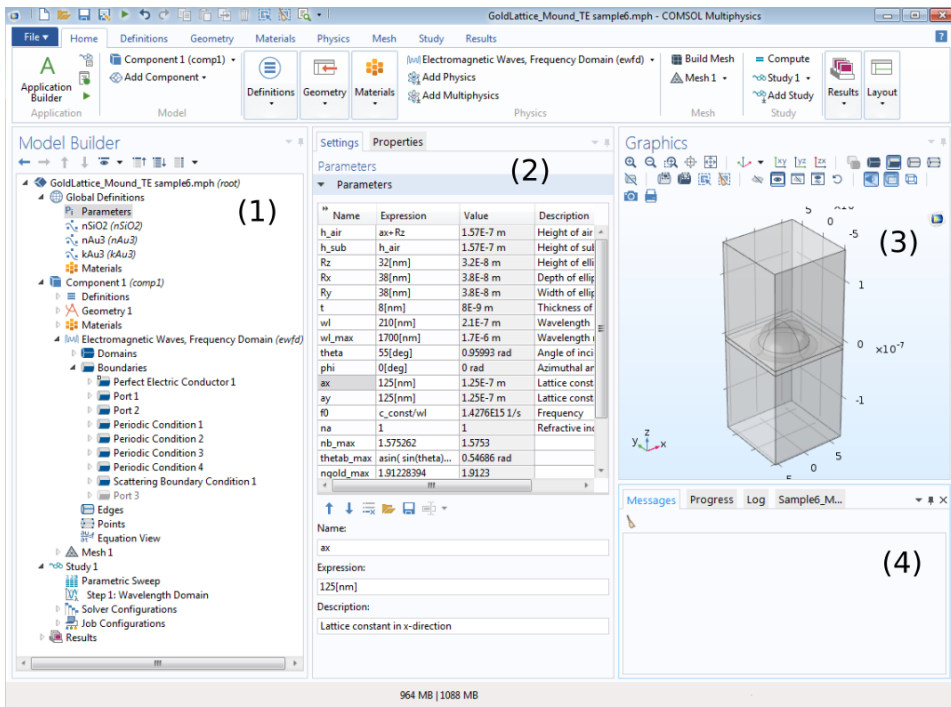 GoldLattice_Mound_TE sample6.mph - COMSOL Multiphysics
File Home Definitions Geometry Materials Physics Mesh Study Results
Application Builder
Application
Component 1 (comp1)
Add Component
Model
Definitions
Geometry
Materials
Electromagnetic Waves, Frequency Domain (ewfd)
Add Physics
Add Multiphysics
Physics
Build Mesh
Mesh 1
Mesh
Compute
Study 1
Add Study
Study
Results
Layout
Model Builder
(1)
GoldLattice_Mound_TE sample6.mph (root)
Global Definitions
Pi Parameters
nSiO2 (nSiO2)
nAu3 (nAu3)
kAu3 (kAu3)
Materials
Component 1 (comp1)
Definitions
Geometry 1
Materials
Electromagnetic Waves, Frequency Domain (ewfd)
Domains
Boundaries
Perfect Electric Conductor 1
Port 1
Port 2
Periodic Condition 1
Periodic Condition 2
Periodic Condition 3
Periodic Condition 4
Scattering Boundary Condition 1
Port 3
Edges
Points
Equation View
Mesh 1
Study 1
Parametric Sweep
Step 1: Wavelength Domain
Solver Configurations
Job Configurations
Results
Settings Properties
Parameters
(2)
Parameters
Name Expression Value Description
h_air ax+Rz 1.57E-7 m Height of air
h_sub h_air 1.57E-7 m Height of sul
Rz 32[nm] 3.2E-8 m Height of elli
Rx 38[nm] 3.8E-8 m Depth of ellip
Ry 38[nm] 3.8E-8 m Width of ellip
t 8[nm] 8E-9 m Thickness of
wl 210[nm] 2.1E-7 m Wavelength
wl_max 1700[nm] 1.7E-6 m Wavelength
theta 55[deg] 0.95993 rad Angle of inci
phi 0[deg] 0 rad Azimuthal ar
ax 125[nm] 1.25E-7 m Lattice const
ay 125[nm] 1.25E-7 m Lattice const
f0 c_const/wl 1.4276E15 1/s Frequency
na 1 1 Refractive inc
nb_max 1.575262 1.5753
thetab_max asin( sin(theta)... 0.54686 rad
ngold_max 1.91228394 1.9123
Name:
ax
Expression:
125[nm]
Description:
Lattice constant in x-direction
Graphics
xy yz zx
(3)
5
0
-5
1
0
x10⁻⁷
-1
5
0
5
z
y x
Messages Progress Log Sample6_M...
(4)
964 MB | 1088 MB